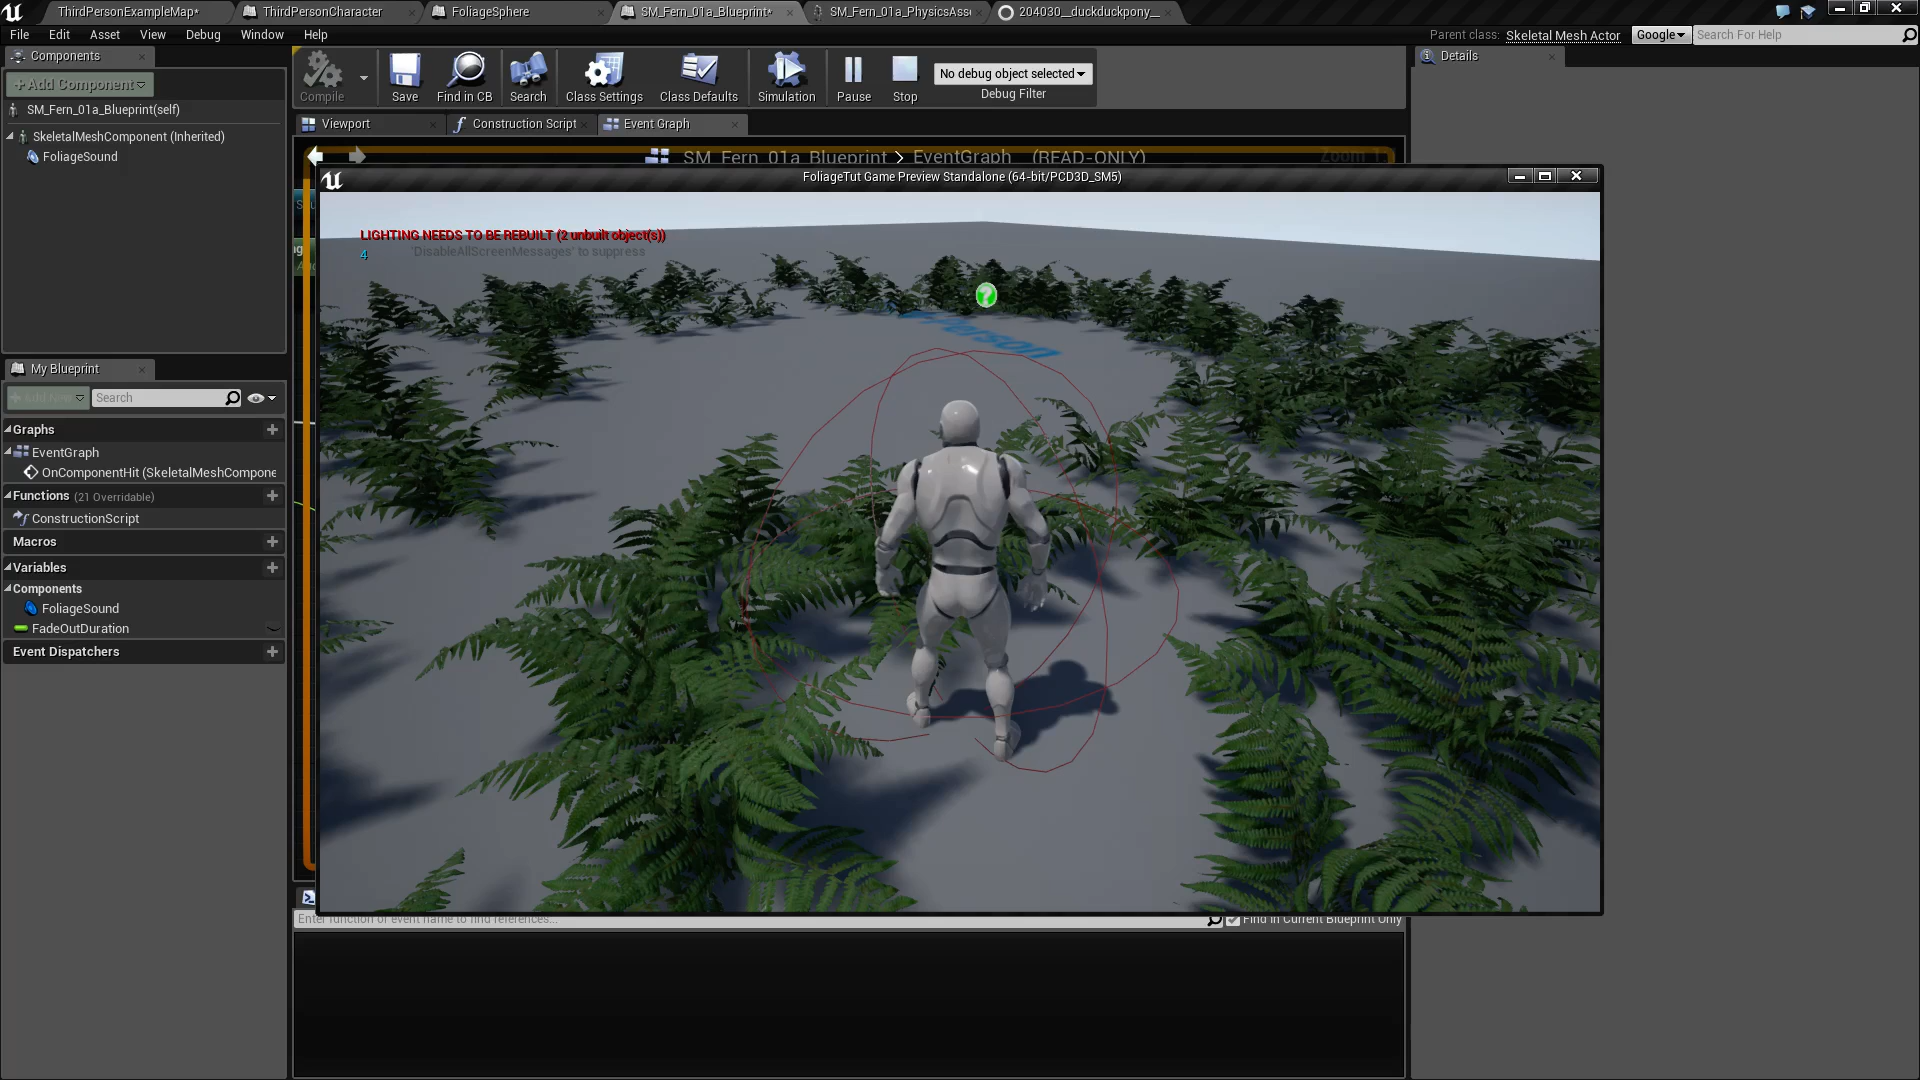 ThirdPersonExampleMap*
ThirdPersonCharacter
FoliageSphere
SM_Fern_01a_Blueprint*
SM_Fern_01a_PhysicsAss
204030__duckduckpony__
File Edit Asset View Debug Window Help
Parent class: Skeletal Mesh Actor
Google
Search For Help
Components
+Add Component
SM_Fern_01a_Blueprint(self)
SkeletalMeshComponent (Inherited)
FoliageSound
Compile
Save
Find in CB
Search
Class Settings
Class Defaults
Simulation
Pause
Stop
No debug object selected
Debug Filter
Details
Viewport
Construction Script
Event Graph
SM_Fern_01a_Blueprint > EventGraph (READ-ONLY)
Zoom 1:
FoliageTut Game Preview Standalone (64-bit/PCD3D_SM5)
LIGHTING NEEDS TO BE REBUILT (2 unbuilt object(s))
4
'DisableAllScreenMessages' to suppress
My Blueprint
+ Add New
Search
Graphs
EventGraph
OnComponentHit (SkeletalMeshCompone
Functions (21 Overridable)
ConstructionScript
Macros
Variables
Components
FoliageSound
FadeOutDuration
Event Dispatchers
Enter function or event name to find references...
Find in Current Blueprint Only